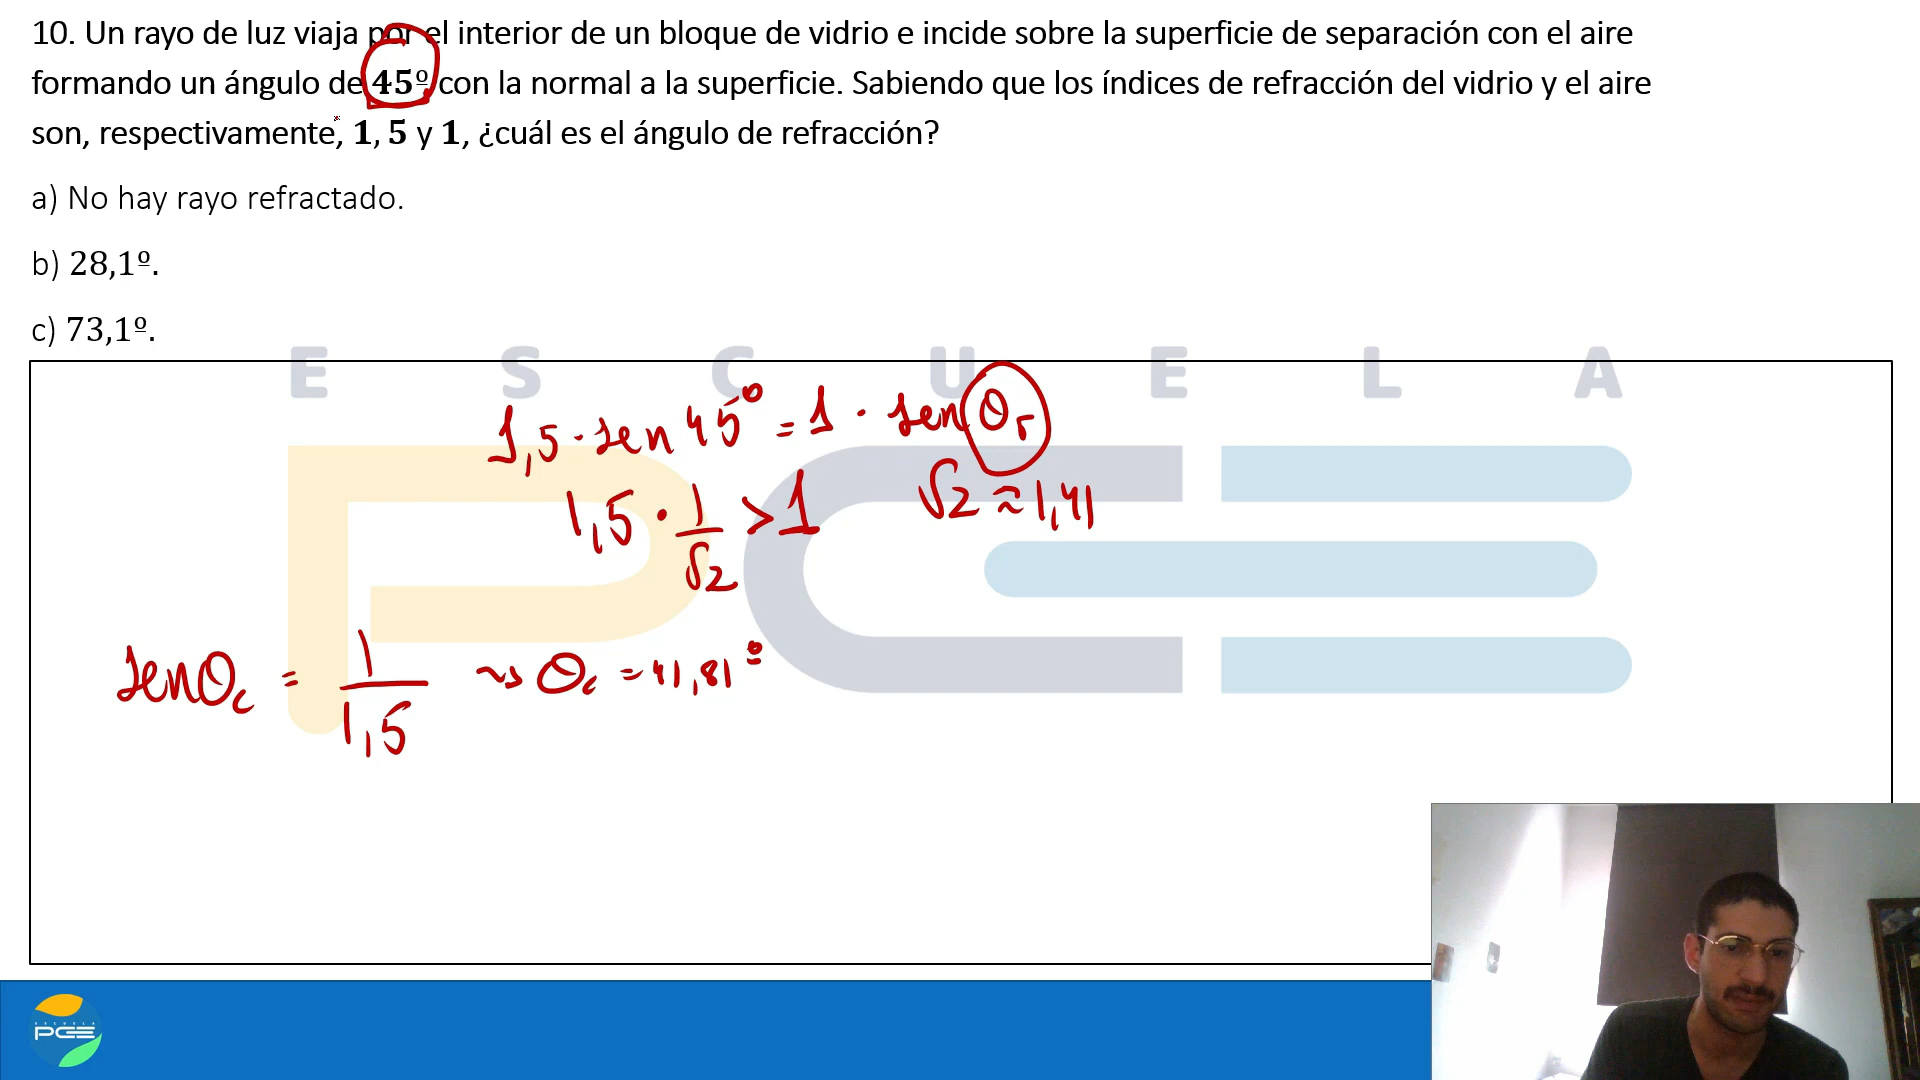 10. Un rayo de luz viaja por el interior de un bloque de vidrio e incide sobre la superficie de separación con el aire
formando un ángulo de 45º con la normal a la superficie. Sabiendo que los índices de refracción del vidrio y el aire
son, respectivamente, 1, 5 y 1, ¿cuál es el ángulo de refracción?
a) No hay rayo refractado.
b) 28,1º.
c) 73,1º.
E S C U E L A
1,5 · sen 45º = 1 · sen θr
1,5 · 1/√2 > 1 √2 ≈ 1,41
sen θc = 1/1,5 ⇝ θc = 41,81º
ESCUELA
PCE